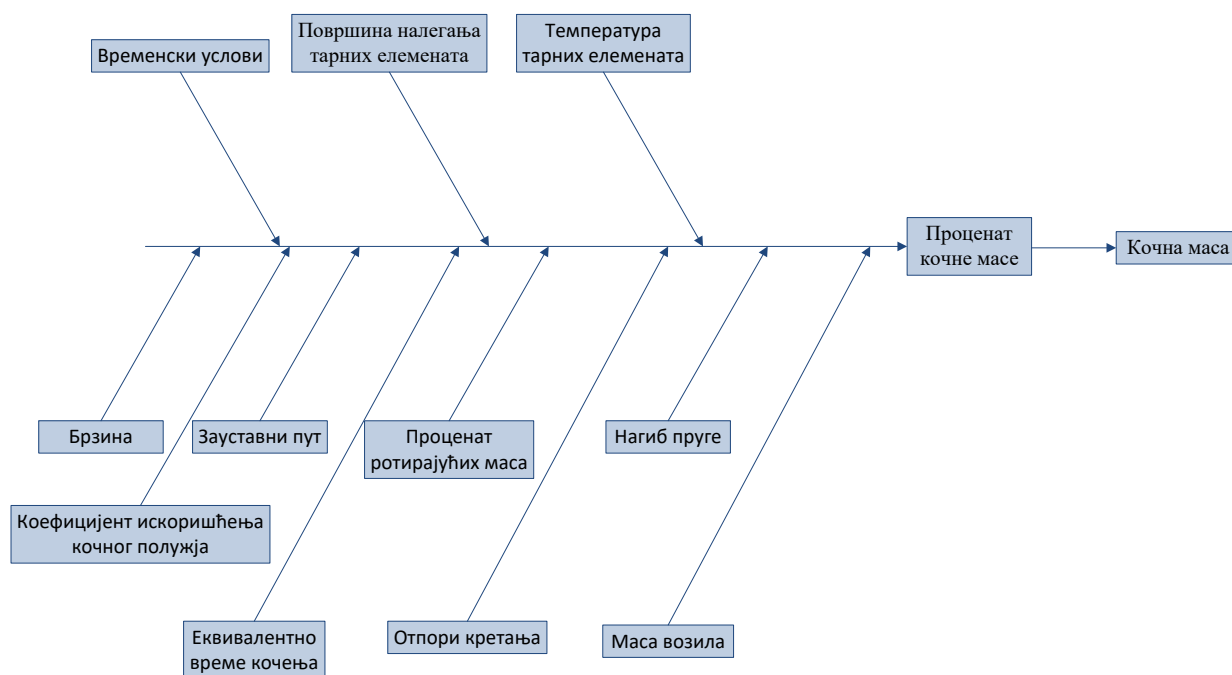 Временски услови
Површина налегања
тарних елемената
Температура
тарних елемената
Проценат
кочне масе
Кочна маса
Брзина
Зауставни пут
Проценат
ротирајућих маса
Нагиб пруге
Коефицијент искоришћења
кочног полужја
Еквивалентно
време кочења
Отпори кретања
Маса возила